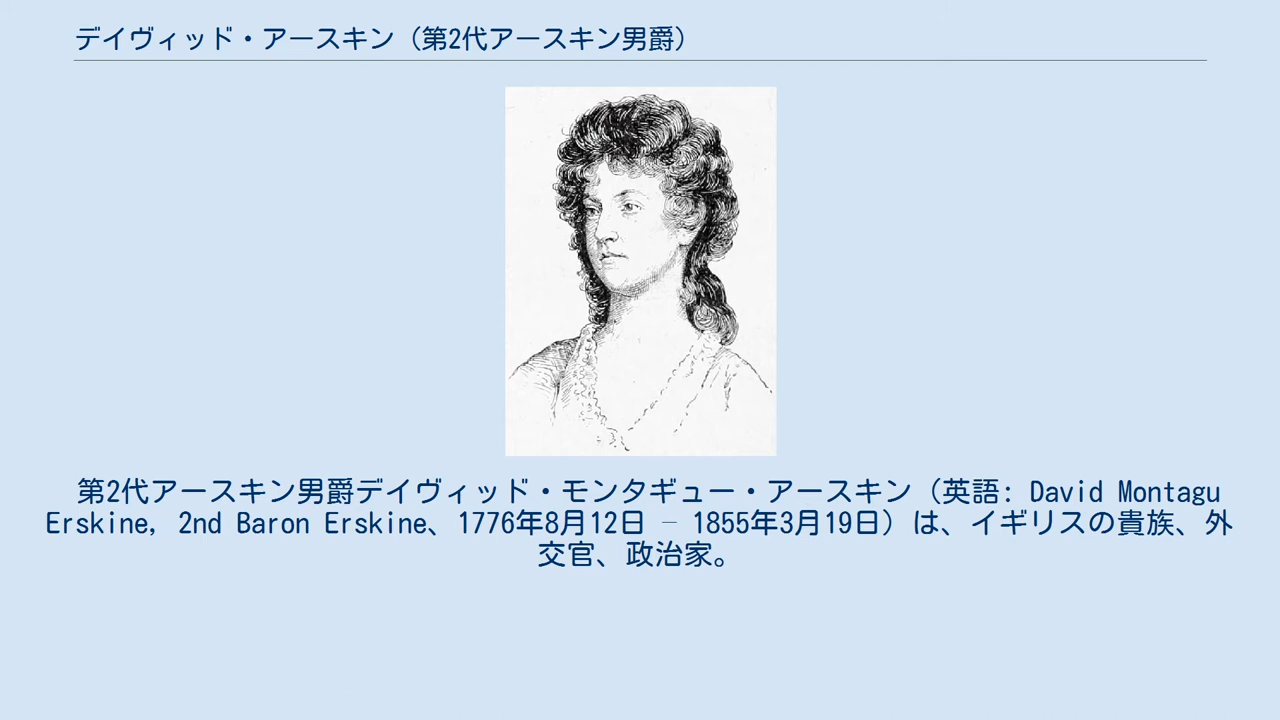 デイヴィッド・アースキン（第2代アースキン男爵）
第2代アースキン男爵デイヴィッド・モンタギュー・アースキン（英語: David Montagu
Erskine, 2nd Baron Erskine、1776年8月12日 – 1855年3月19日）は、イギリスの貴族、外
交官、政治家。